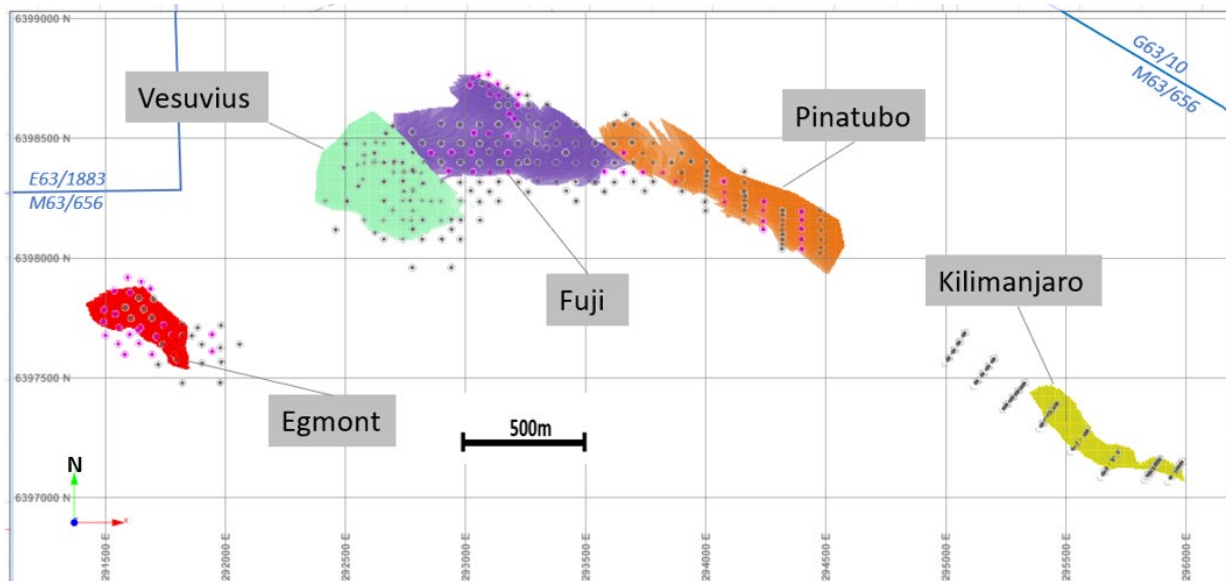 6399000 N
G63/10
M63/656
Vesuvius
Pinatubo
6398500 N
E63/1883
M63/656
6398000 N
Fuji
Kilimanjaro
6397500 N
Egmont
500m
N
6397000 N
x
291500 E
292000 E
292500 E
293000 E
293500 E
294000 E
294500 E
295000 E
295500 E
296000 E